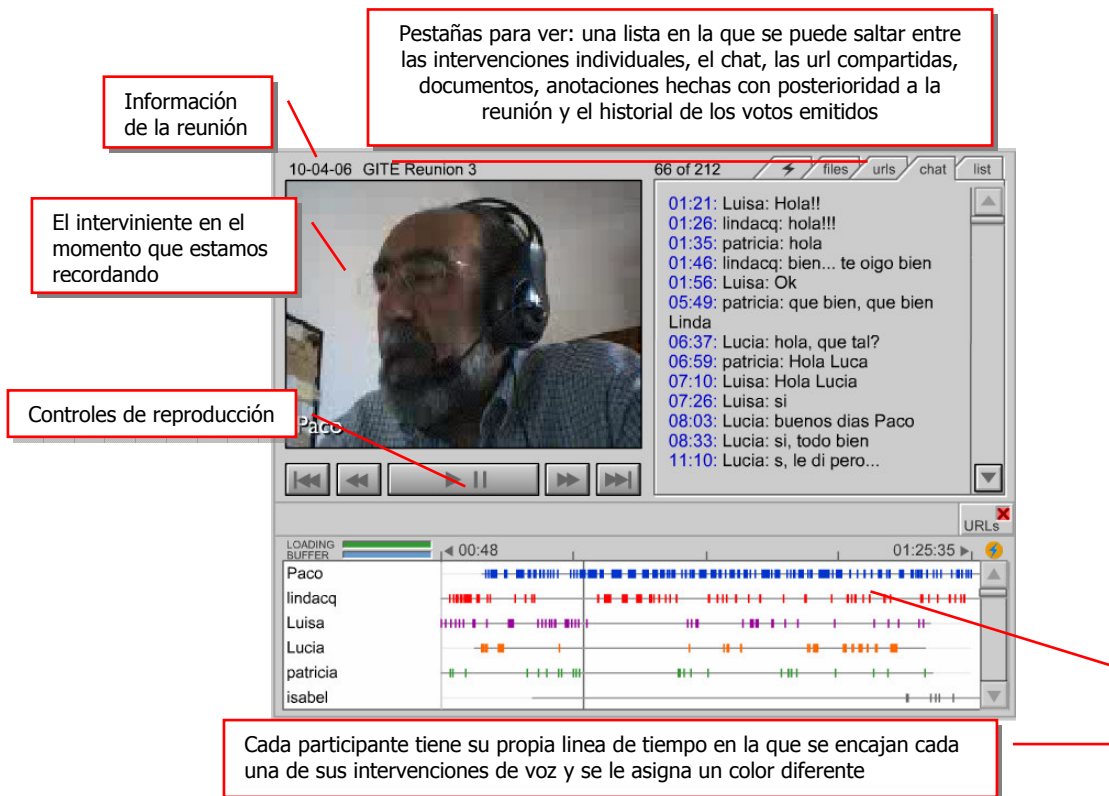 Pestañas para ver: una lista en la que se puede saltar entre
las intervenciones individuales, el chat, las url compartidas,
documentos, anotaciones hechas con posterioridad a la
reunión y el historial de los votos emitidos
Información
de la reunión
10-04-06 GITE Reunion 3
66 of 212
files
urls
chat
list
El interviniente en el
momento que estamos
recordando
Controles de reproducción
Paco
01:21: Luisa: Hola!!
01:26: lindacq: hola!!!
01:35: patricia: hola
01:46: lindacq: bien... te oigo bien
01:56: Luisa: Ok
05:49: patricia: que bien, que bien
Linda
06:37: Lucia: hola, que tal?
06:59: patricia: Hola Luca
07:10: Luisa: Hola Lucia
07:26: Luisa: si
08:03: Lucia: buenos dias Paco
08:33: Lucia: si, todo bien
11:10: Lucia: s, le di pero...
URLs
LOADING
BUFFER
00:48
01:25:35
Paco
lindacq
Luisa
Lucia
patricia
isabel
Cada participante tiene su propia linea de tiempo en la que se encajan cada
una de sus intervenciones de voz y se le asigna un color diferente